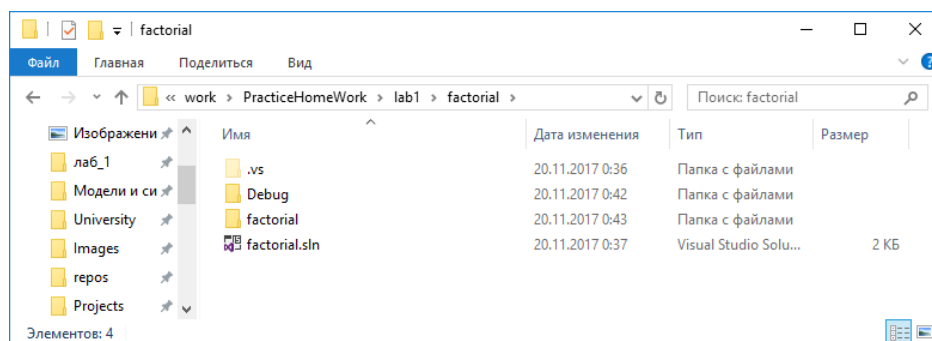 factorial
Файл Главная Поделиться Вид
« work > PracticeHomeWork > lab1 > factorial > Поиск: factorial
Имя Дата изменения Тип Размер
Изображени
лаб_1 .vs 20.11.2017 0:36 Папка с файлами
Модели и си Debug 20.11.2017 0:42 Папка с файлами
University factorial 20.11.2017 0:43 Папка с файлами
Images factorial.sln 20.11.2017 0:37 Visual Studio Solu... 2 КБ
repos
Projects
Элементов: 4